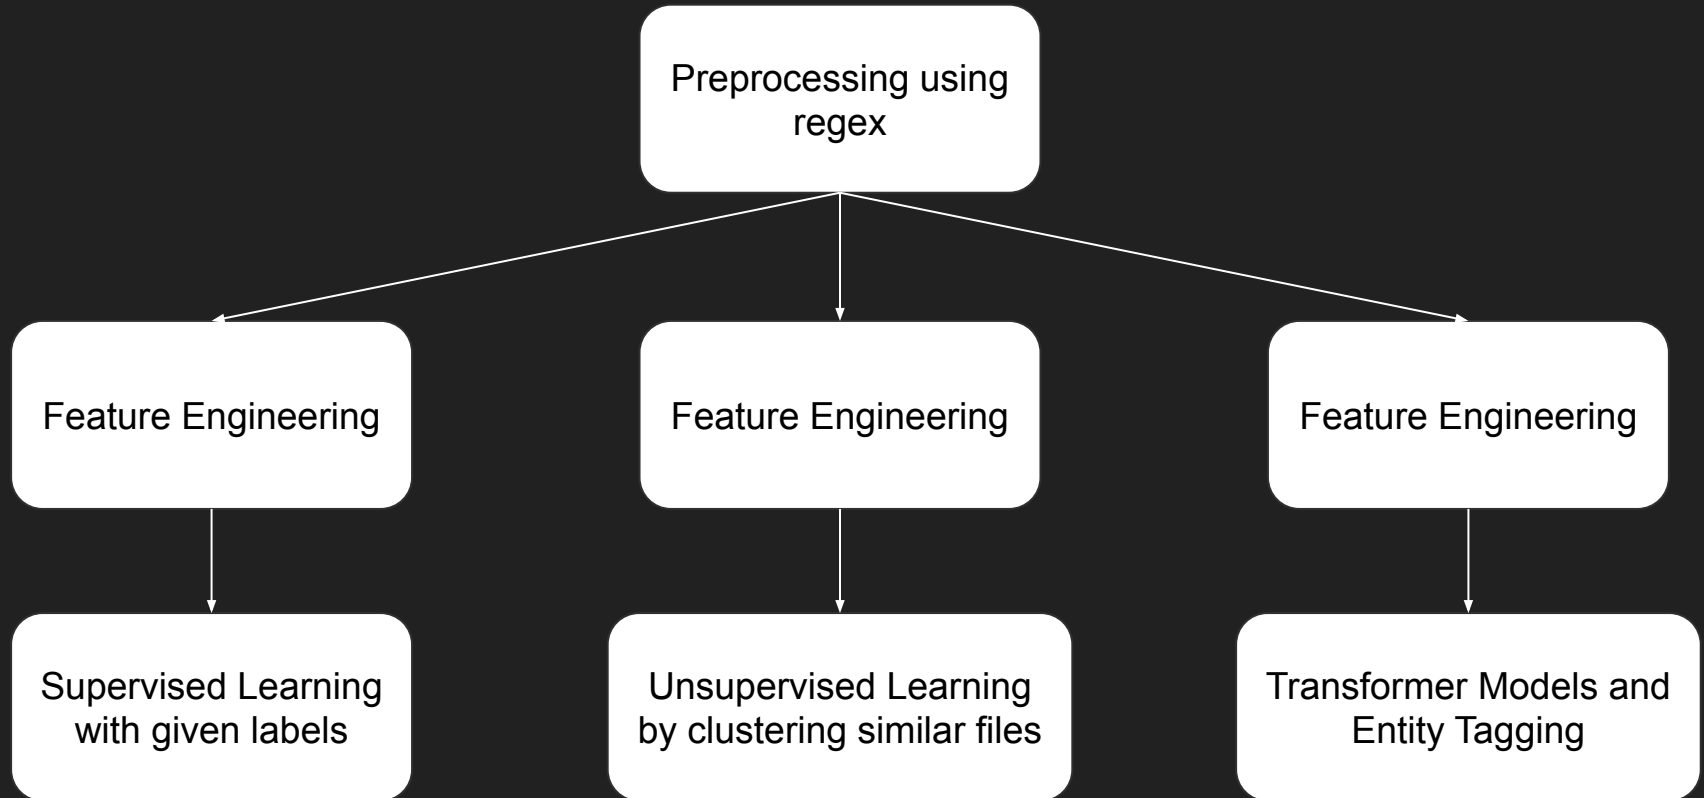 Preprocessing using
regex
Feature Engineering
Feature Engineering
Feature Engineering
Supervised Learning
with given labels
Unsupervised Learning
by clustering similar files
Transformer Models and
Entity Tagging